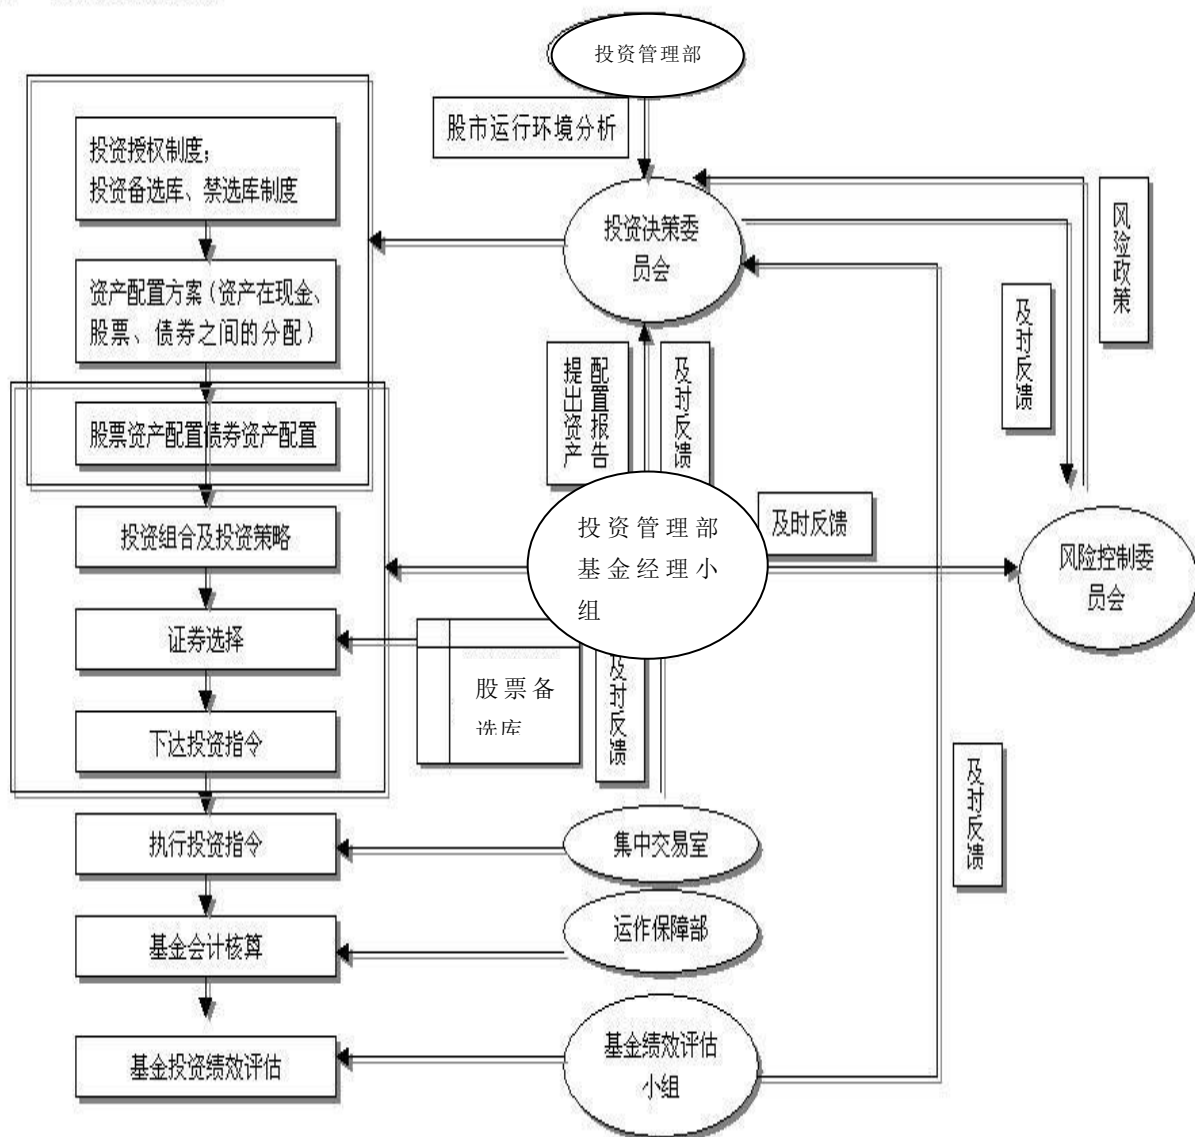 投资管理部
股市运行环境分析
投资授权制度；
投资备选库、禁选库制度
投资决策委
员会
风险政策
资产配置方案（资产在现金、
股票、债券之间的分配）
及时反馈
提出资产
配置报告
及时反馈
股票资产配置债券资产配置
投资管理部
基金经理小
组
及时反馈
投资组合及投资策略
风险控制委
员会
证券选择
股票备
选库
及时反馈
下达投资指令
及时反馈
执行投资指令
集中交易室
基金会计核算
运作保障部
基金投资绩效评估
基金绩效评估
小组